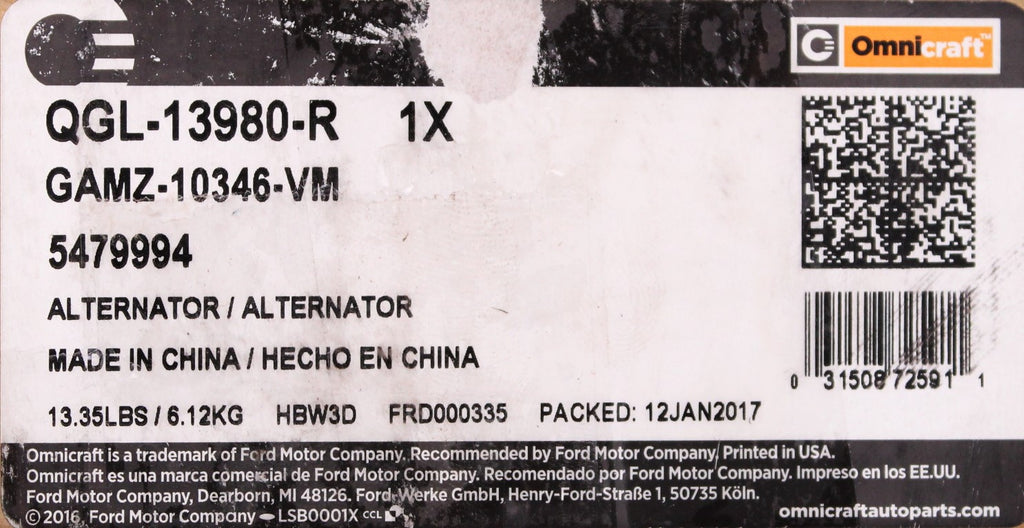 Omnicraft™
QGL-13980-R 1X
GAMZ-10346-VM
5479994
ALTERNATOR / ALTERNATOR
MADE IN CHINA / HECHO EN CHINA
0 31508 72591 1
13.35LBS / 6.12KG HBW3D FRD000335 PACKED: 12JAN2017
Omnicraft is a trademark of Ford Motor Company. Recommended by Ford Motor Company, Printed in USA.
Omnicraft es una marca comercial de Ford Motor Company. Recomendado por Ford Motor Company. Impreso en los EE.UU.
Ford Motor Company, Dearborn, MI 48126. Ford-Werke GmbH, Henry-Ford-Straße 1, 50735 Köln.
© 2016, Ford Motor Company – LSB0001X CCL
omnicraftautoparts.com